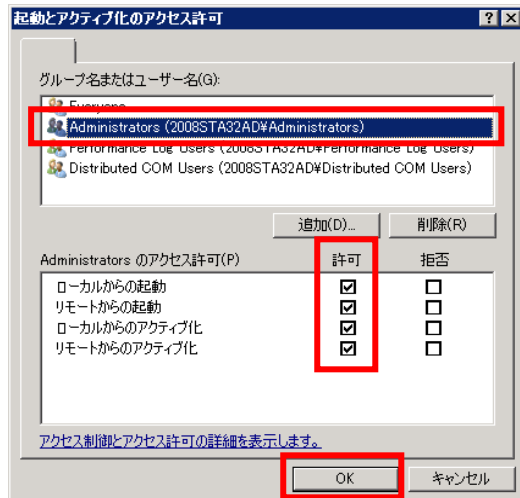 起動とアクティブ化のアクセス許可
グループ名またはユーザー名(G):
Everyone
Administrators (2008STA32AD¥Administrators)
Performance Log Users (2008STA32AD¥Performance Log Users)
Distributed COM Users (2008STA32AD¥Distributed COM Users)
追加(D)... 削除(R)
Administrators のアクセス許可(P) 許可 拒否
ローカルからの起動
リモートからの起動
ローカルからのアクティブ化
リモートからのアクティブ化
アクセス制御とアクセス許可の詳細を表示します。
OK キャンセル